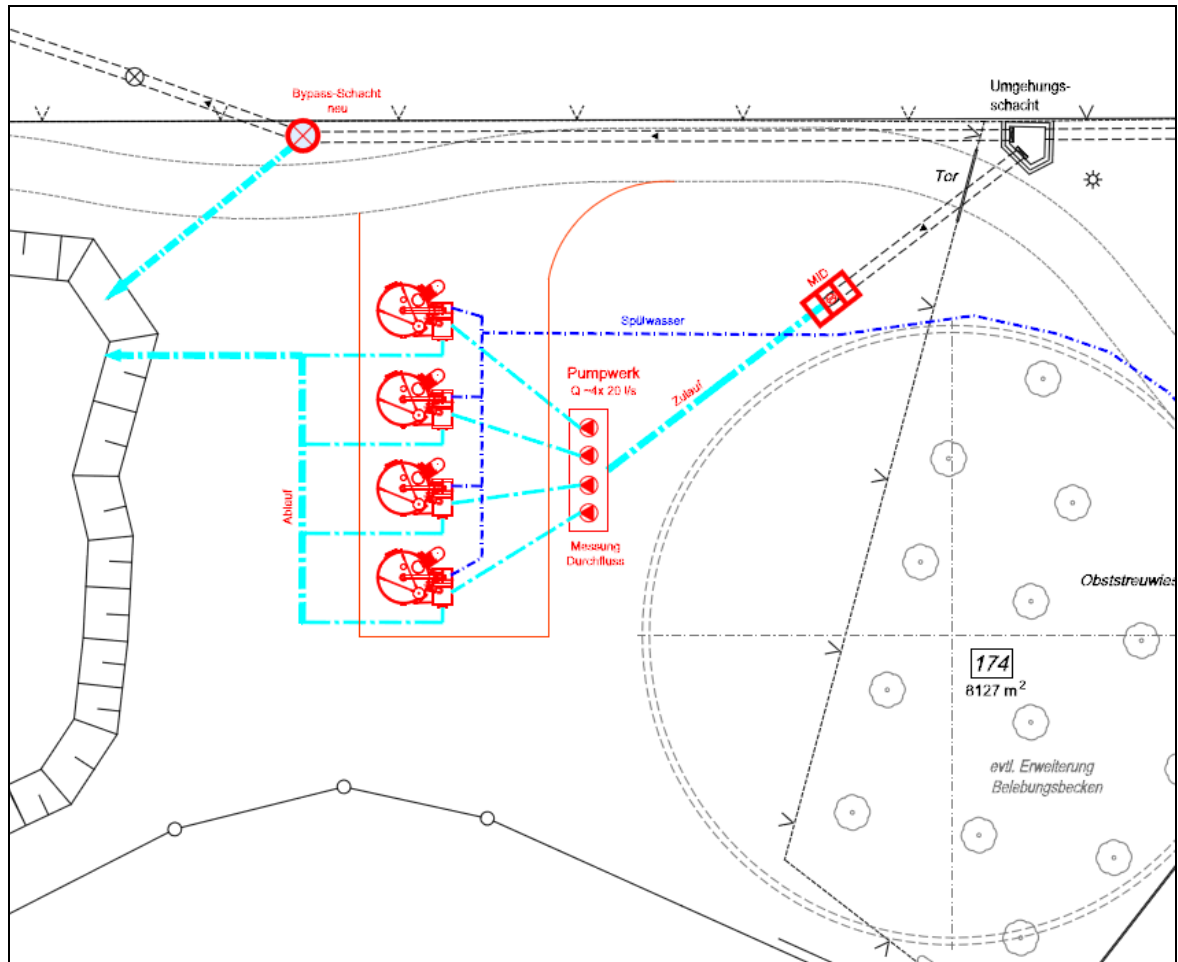 Bypass-Schacht
neu
Umgehungs-
schacht
Tor
MID
Spülwasser
Pumpwerk
Q ~4x 20 l/s
Zulauf
Ablauf
Messung
Durchfluss
Obststreuwies
174
8127 m²
evtl. Erweiterung
Belebungsbecken